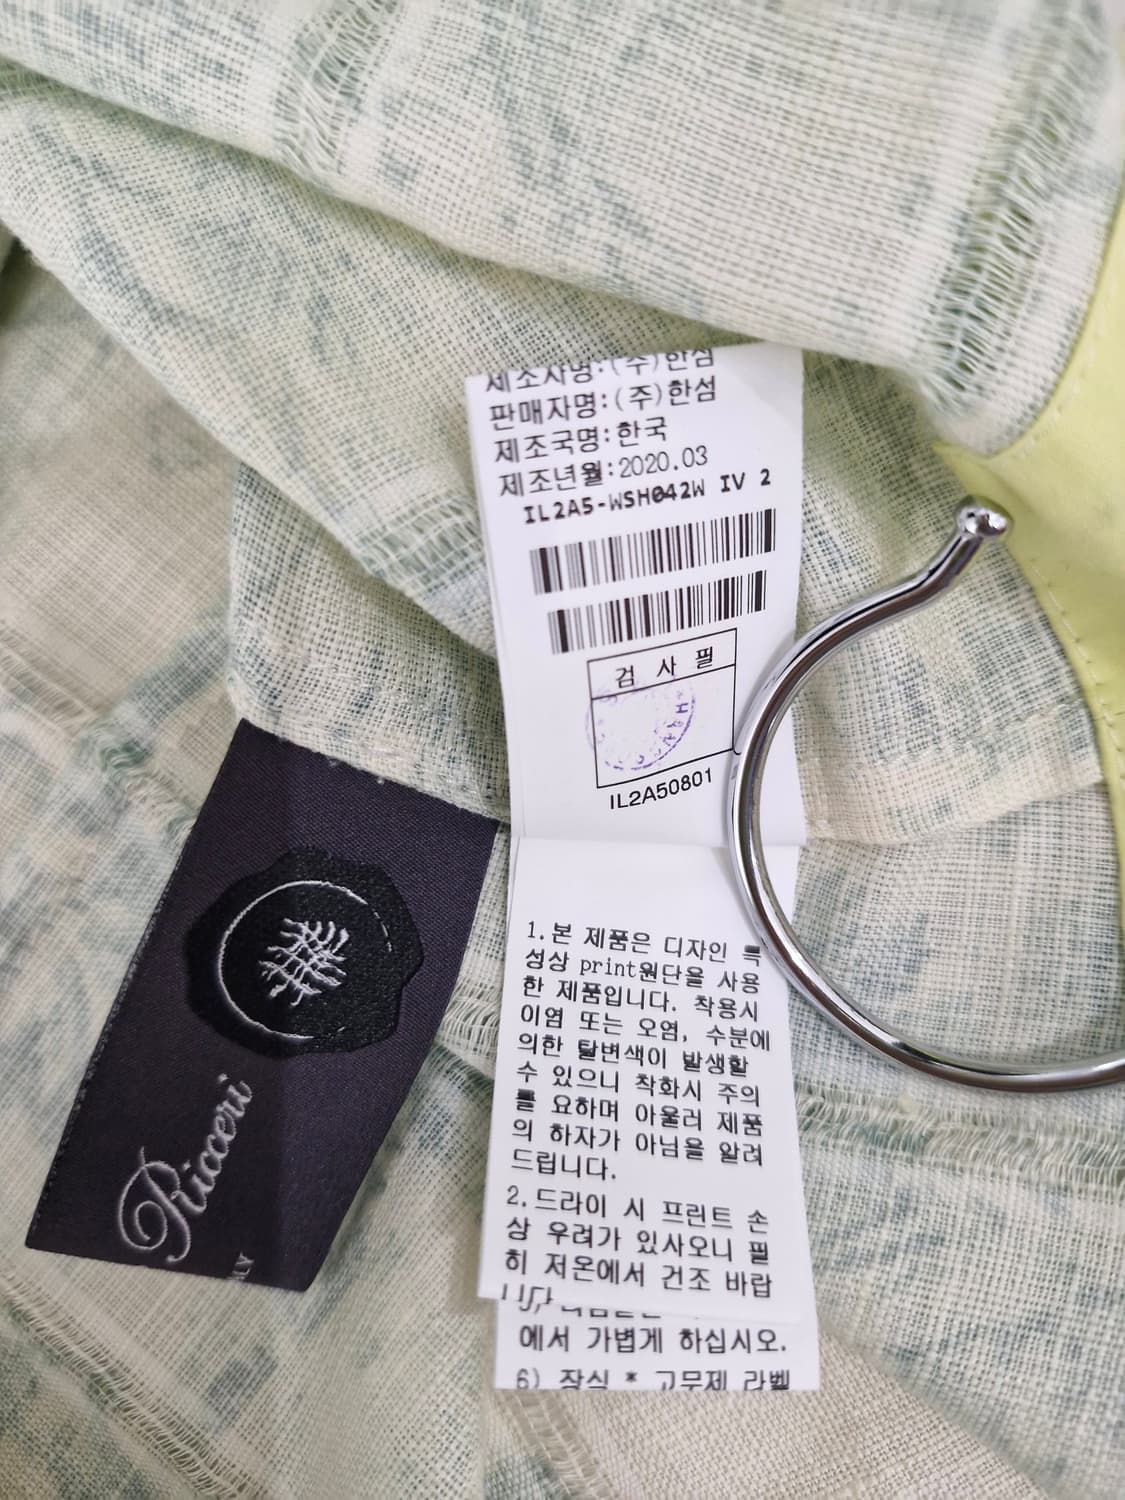 제조자명:(주)한섬
판매자명:(주)한섬
제조국명:한국
제조년월:2020.03
IL2A5-WSH042W IV 2
검 사 필
IL2A50801
1.본 제품은 디자인 특
성상 print원단을 사용
한 제품입니다. 착용시
이염 또는 오염, 수분에
의한 탈변색이 발생할
수 있으니 착화시 주의
를 요하며 아울러 제품
의 하자가 아님을 알려
드립니다.
2.드라이 시 프린트 손
상 우려가 있사오니 필
히 저온에서 건조 바랍
니다.
에서 가볍게 하십시오.
6) 장식 * 고무제 라벨
Ricceri